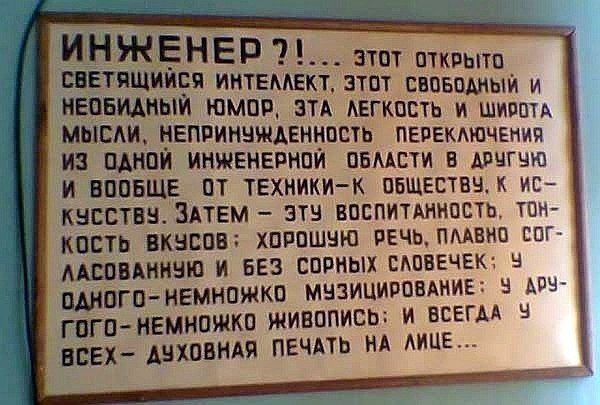 ИНЖЕНЕР ?!... ЭТОТ ОТКРЫТО
СВЕТЯЩИЙСЯ ИНТЕЛЛЕКТ, ЭТОТ СВОБОДНЫЙ И
НЕОБИДНЫЙ ЮМОР, ЭТА ЛЕГКОСТЬ И ШИРОТА
МЫСЛИ, НЕПРИНУЖДЕННОСТЬ ПЕРЕКЛЮЧЕНИЯ
ИЗ ОДНОЙ ИНЖЕНЕРНОЙ ОБЛАСТИ В ДРУГУЮ
И ВООБЩЕ ОТ ТЕХНИКИ-К ОБЩЕСТВУ, К ИС-
КУССТВУ. ЗАТЕМ - ЭТУ ВОСПИТАННОСТЬ, ТОН-
КОСТЬ ВКУСОВ: ХОРОШУЮ РЕЧЬ, ПЛАВНО СОГ-
ЛАСОВАННУЮ И БЕЗ СОРНЫХ СЛОВЕЧЕК; У
ОДНОГО-НЕМНОЖКО МУЗИЦИРОВАНИЕ: У ДРУ-
ГОГО-НЕМНОЖКО ЖИВОПИСЬ: И ВСЕГДА У
ВСЕХ- ДУХОВНАЯ ПЕЧАТЬ НА ЛИЦЕ...